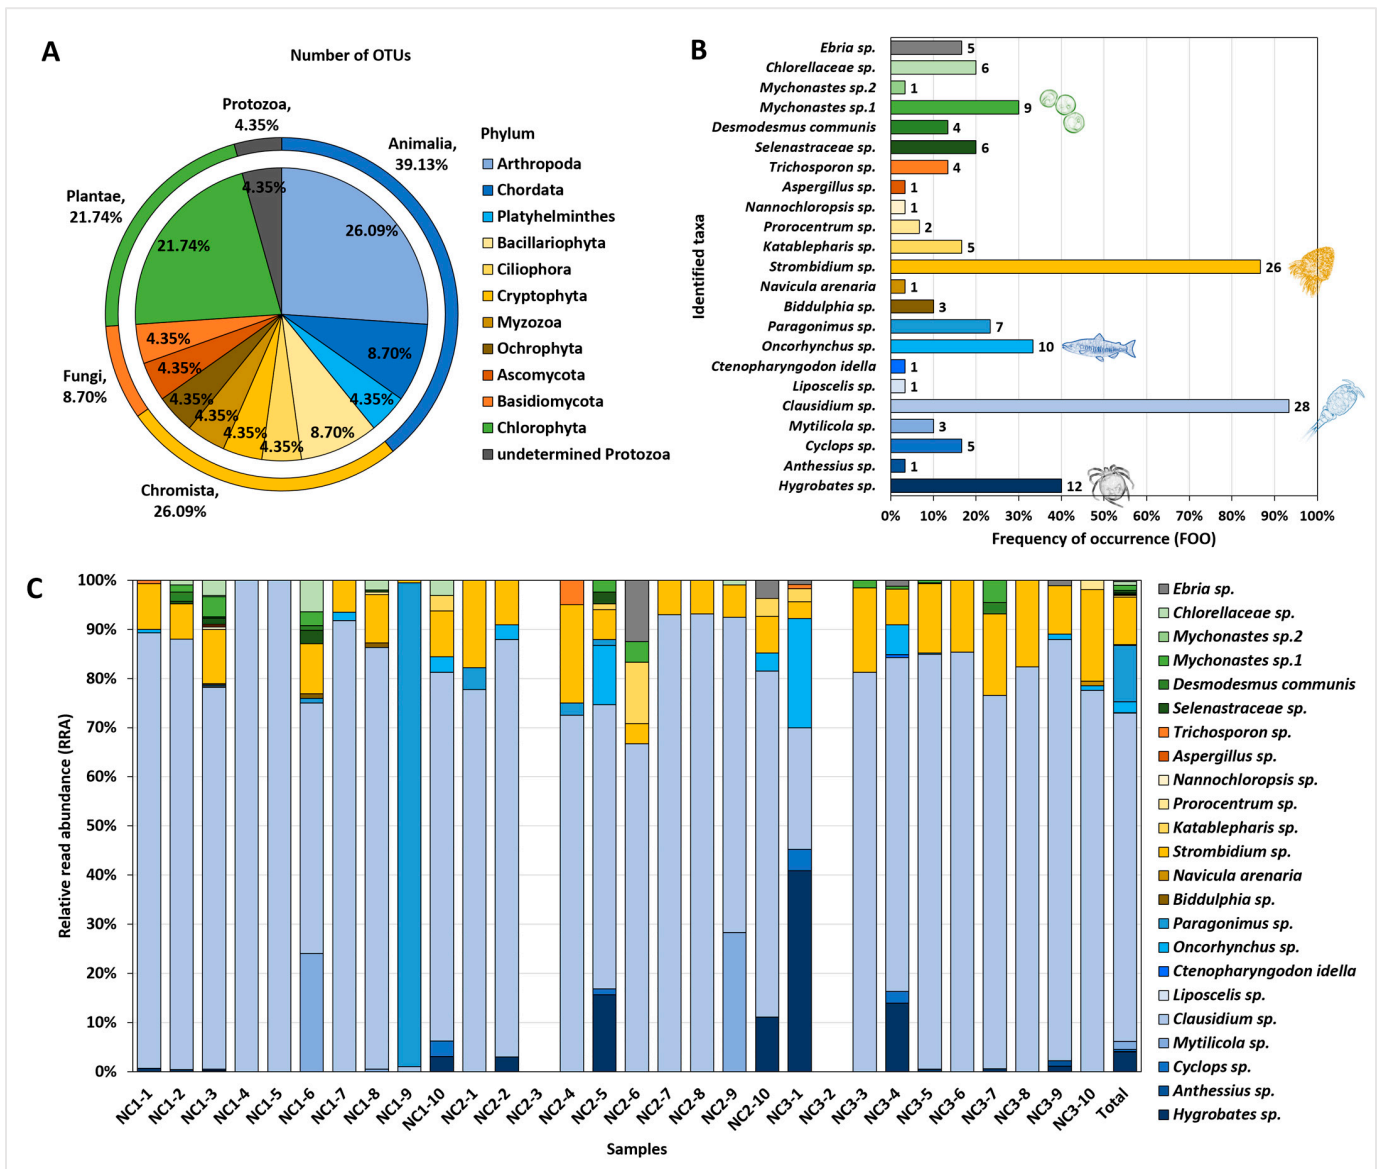 A
Number of OTUs
Protozoa,
4.35%
Animalia,
39.13%
Plantae,
21.74%
Fungi,
8.70%
Chromista,
26.09%
4.35%
26.09%
21.74%
8.70%
4.35%
4.35%
4.35%
4.35%
4.35%
4.35%
4.35%
8.70%
Phylum
Arthropoda
Chordata
Platyhelminthes
Bacillariophyta
Ciliophora
Cryptophyta
Myzozoa
Ochrophyta
Ascomycota
Basidiomycota
Chlorophyta
undetermined Protozoa
B
Identified taxa
Ebria sp. 5
Chlorellaceae sp. 6
Mychonastes sp.2 1
Mychonastes sp.1 9
Desmodesmus communis 4
Selenastraceae sp. 6
Trichosporon sp. 4
Aspergillus sp. 1
Nannochloropsis sp. 1
Prorocentrum sp. 2
Katablepharis sp. 5
Strombidium sp. 26
Navicula arenaria 1
Biddulphia sp. 3
Paragonimus sp. 7
Oncorhynchus sp. 10
Ctenopharyngodon idella 1
Liposcelis sp. 1
Clausidium sp. 28
Mytilicola sp. 3
Cyclops sp. 5
Anthessius sp. 1
Hygrobates sp. 12
0% 10% 20% 30% 40% 50% 60% 70% 80% 90% 100%
Frequency of occurrence (FOO)
C
Relative read abundance (RRA)
100%
90%
80%
70%
60%
50%
40%
30%
20%
10%
0%
NC1-1 NC1-2 NC1-3 NC1-4 NC1-5 NC1-6 NC1-7 NC1-8 NC1-9 NC1-10 NC2-1 NC2-2 NC2-3 NC2-4 NC2-5 NC2-6 NC2-7 NC2-8 NC2-9 NC2-10 NC3-1 NC3-2 NC3-3 NC3-4 NC3-5 NC3-6 NC3-7 NC3-8 NC3-9 NC3-10 Total
Samples
Ebria sp.
Chlorellaceae sp.
Mychonastes sp.2
Mychonastes sp.1
Desmodesmus communis
Selenastraceae sp.
Trichosporon sp.
Aspergillus sp.
Nannochloropsis sp.
Prorocentrum sp.
Katablepharis sp.
Strombidium sp.
Navicula arenaria
Biddulphia sp.
Paragonimus sp.
Oncorhynchus sp.
Ctenopharyngodon idella
Liposcelis sp.
Clausidium sp.
Mytilicola sp.
Cyclops sp.
Anthessius sp.
Hygrobates sp.